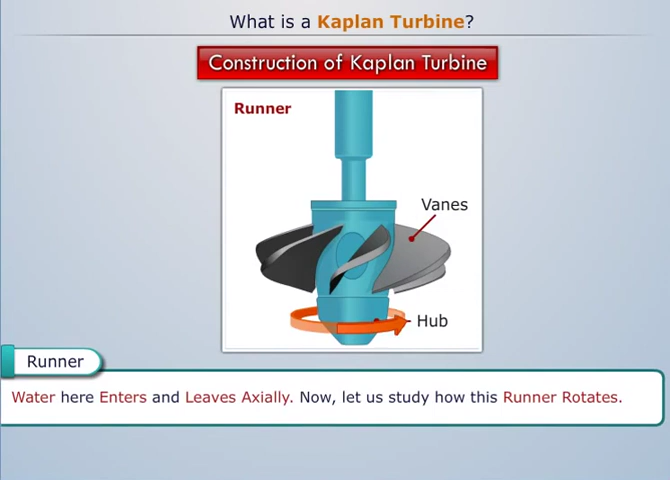 What is a Kaplan Turbine?
Construction of Kaplan Turbine
Runner
Vanes
Hub
Runner
Water here Enters and Leaves Axially. Now, let us study how this Runner Rotates.